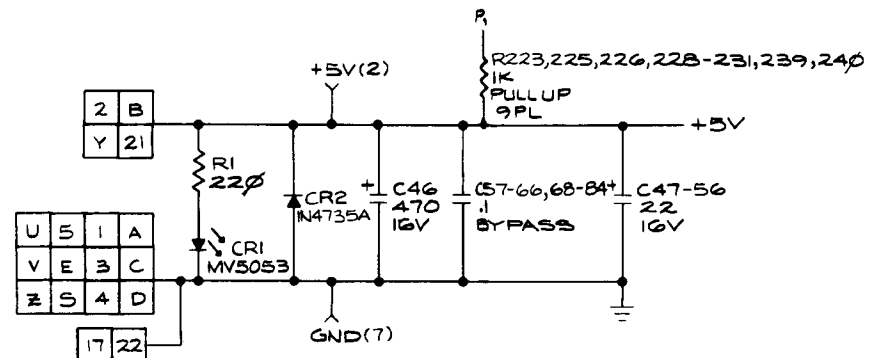 P1
R223,225,226,228-231,239,240
1K
PULL UP
9PL
+5V(2)
2 B
Y 21
+5V
R1
220
CR2
1N4735A
+ C46
470
16V
C57-66,68-84
.1
BYPASS
+ C47-56
22
16V
CR1
MV5053
U 5 1 A
V E 3 C
Z S 4 D
GND(7)
17 22